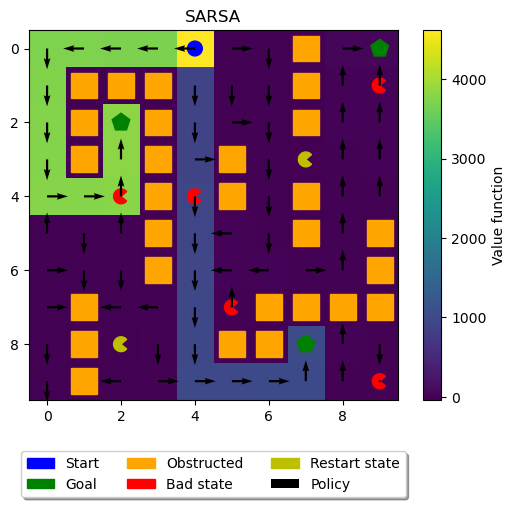 SARSA
0
2
4
6
8
0 2 4 6 8
4000
3000
2000
1000
0
Value function
Start Obstructed Restart state
Goal Bad state Policy